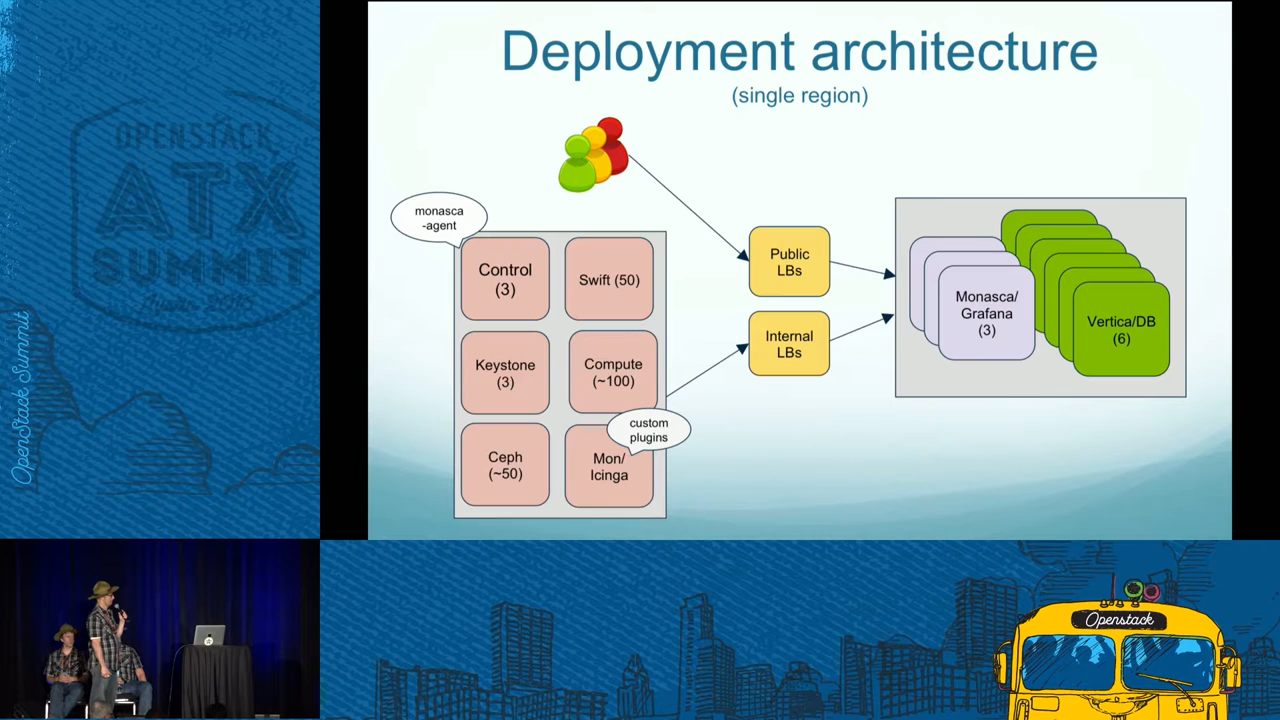 Deployment architecture
(single region)
monasca
-agent
Control
(3)
Swift (50)
Keystone
(3)
Compute
(~100)
custom
plugins
Ceph
(~50)
Mon/
Icinga
Public
LBs
Internal
LBs
Monasca/
Grafana
(3)
Vertica/DB
(6)
OPENSTACK
ATX
SUMMIT
OpenStack Summit
Openstack